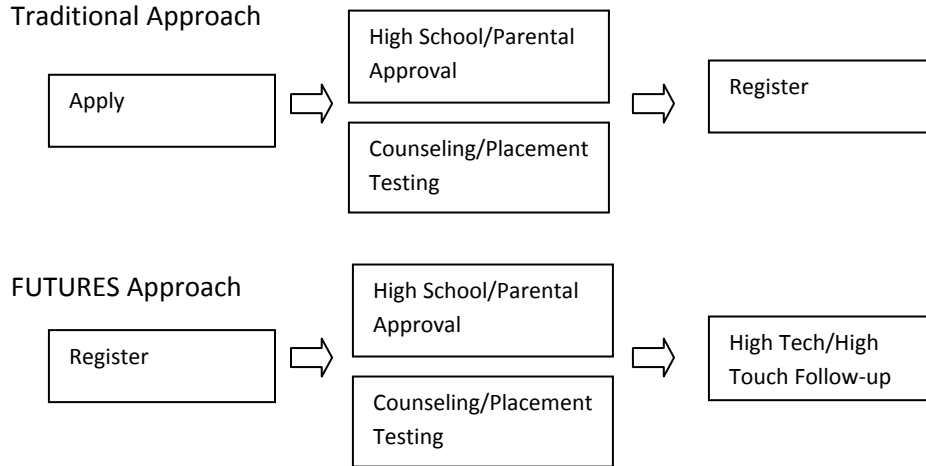 Traditional Approach
High School/Parental
Approval
Apply
Register
Counseling/Placement
Testing
FUTURES Approach
High School/Parental
Approval
Register
High Tech/High
Touch Follow-up
Counseling/Placement
Testing